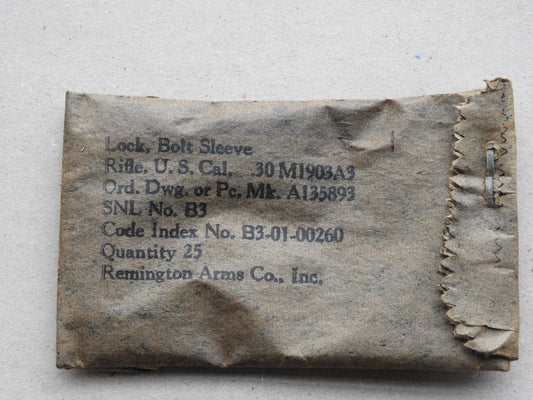 Lock, Bolt Sleeve
Rifle, U. S. Cal. .30 M1903A3
Ord. Dwg. or Pc. Mk. A135893
SNL No. B3
Code Index No. B3-01-00260
Quantity 25
Remington Arms Co., Inc.